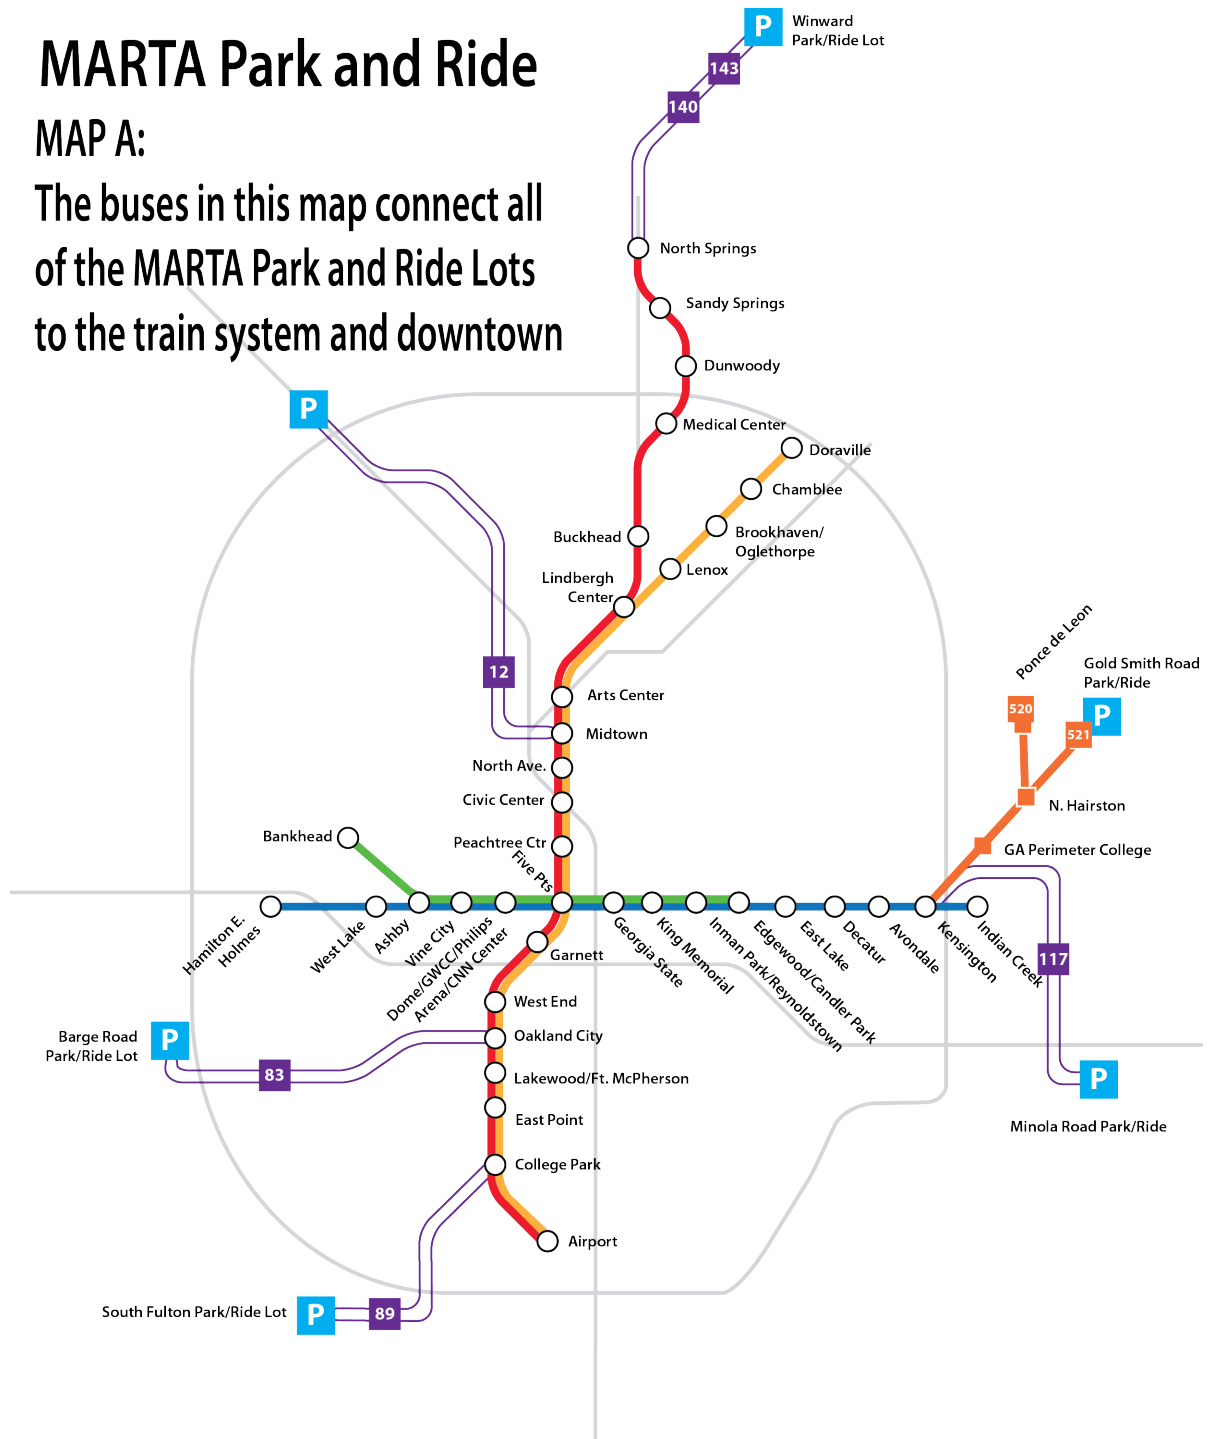 MARTA Park and Ride
MAP A:
The buses in this map connect all
of the MARTA Park and Ride Lots
to the train system and downtown
P
Winward
Park/Ride Lot
143
140
North Springs
Sandy Springs
Dunwoody
Medical Center
P
Doraville
Chamblee
Brookhaven/
Oglethorpe
Buckhead
Lenox
Lindbergh
Center
12
Arts Center
Midtown
North Ave.
Civic Center
Peachtree Ctr
Five Pts
Ponce de Leon
Gold Smith Road
Park/Ride
520
P
521
N. Hairston
GA Perimeter College
Bankhead
Hamilton E.
Holmes
West Lake
Ashby
Vine City
Dome/GWCC/Philips
Arena/CNN Center
Georgia State
King Memorial
Inman Park/Reynoldstown
Edgewood/Candler Park
East Lake
Decatur
Avondale
Kensington
Indian Creek
117
Garnett
West End
Oakland City
Lakewood/Ft. McPherson
East Point
College Park
Airport
Barge Road
Park/Ride Lot
P
83
P
Minola Road Park/Ride
South Fulton Park/Ride Lot
P
89